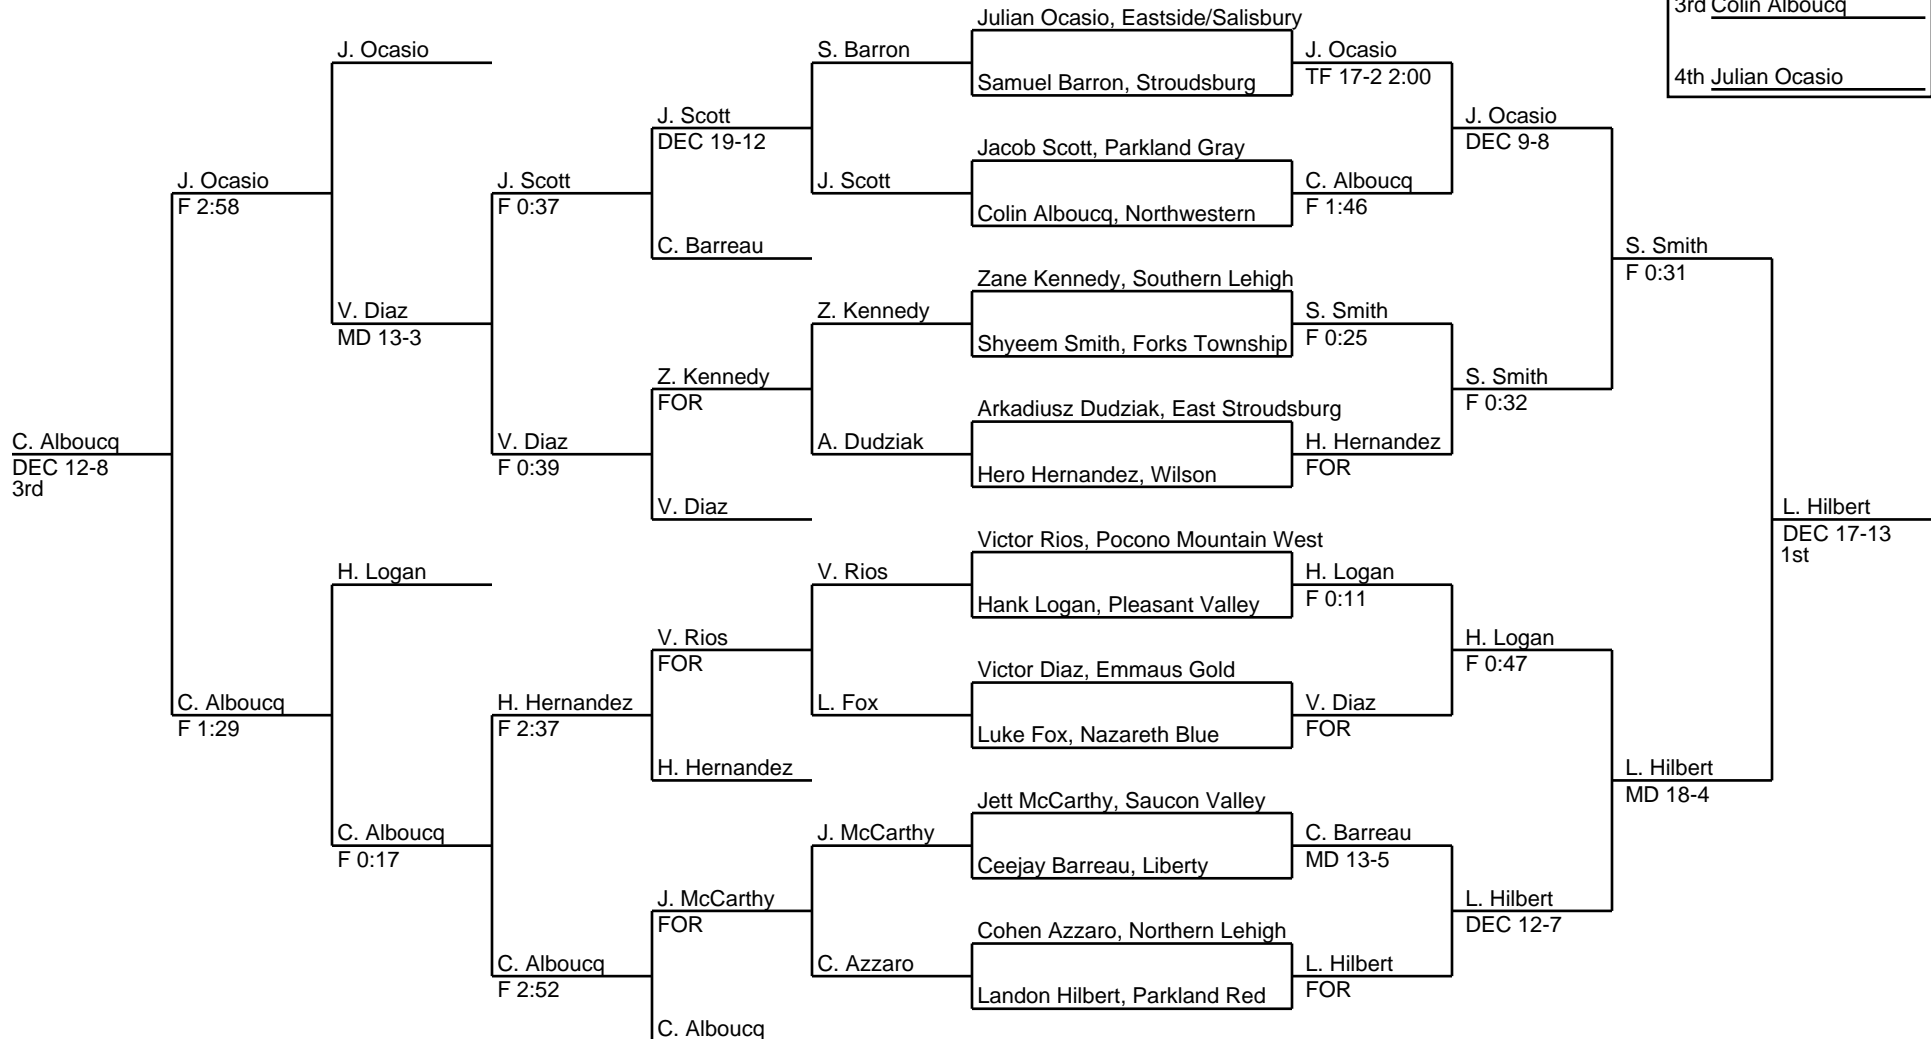 3rd Colin Alboucq
4th Julian Ocasio
Julian Ocasio, Eastside/Salisbury
J. Ocasio
S. Barron
J. Ocasio
TF 17-2 2:00
Samuel Barron, Stroudsburg
J. Scott
DEC 19-12
J. Ocasio
DEC 9-8
Jacob Scott, Parkland Gray
J. Ocasio
F 2:58
J. Scott
F 0:37
J. Scott
C. Alboucq
F 1:46
Colin Alboucq, Northwestern
C. Barreau
S. Smith
F 0:31
Zane Kennedy, Southern Lehigh
V. Diaz
MD 13-3
Z. Kennedy
S. Smith
F 0:25
Shyeem Smith, Forks Township
Z. Kennedy
FOR
S. Smith
F 0:32
Arkadiusz Dudziak, East Stroudsburg
C. Alboucq
DEC 12-8
3rd
V. Diaz
F 0:39
A. Dudziak
H. Hernandez
FOR
Hero Hernandez, Wilson
V. Diaz
L. Hilbert
DEC 17-13
1st
Victor Rios, Pocono Mountain West
H. Logan
V. Rios
H. Logan
F 0:11
Hank Logan, Pleasant Valley
V. Rios
FOR
H. Logan
F 0:47
Victor Diaz, Emmaus Gold
C. Alboucq
F 1:29
H. Hernandez
F 2:37
L. Fox
V. Diaz
FOR
Luke Fox, Nazareth Blue
H. Hernandez
L. Hilbert
MD 18-4
Jett McCarthy, Saucon Valley
C. Alboucq
F 0:17
J. McCarthy
C. Barreau
MD 13-5
Ceejay Barreau, Liberty
J. McCarthy
FOR
L. Hilbert
DEC 12-7
Cohen Azzaro, Northern Lehigh
C. Alboucq
F 2:52
C. Azzaro
L. Hilbert
FOR
Landon Hilbert, Parkland Red
C. Alboucq